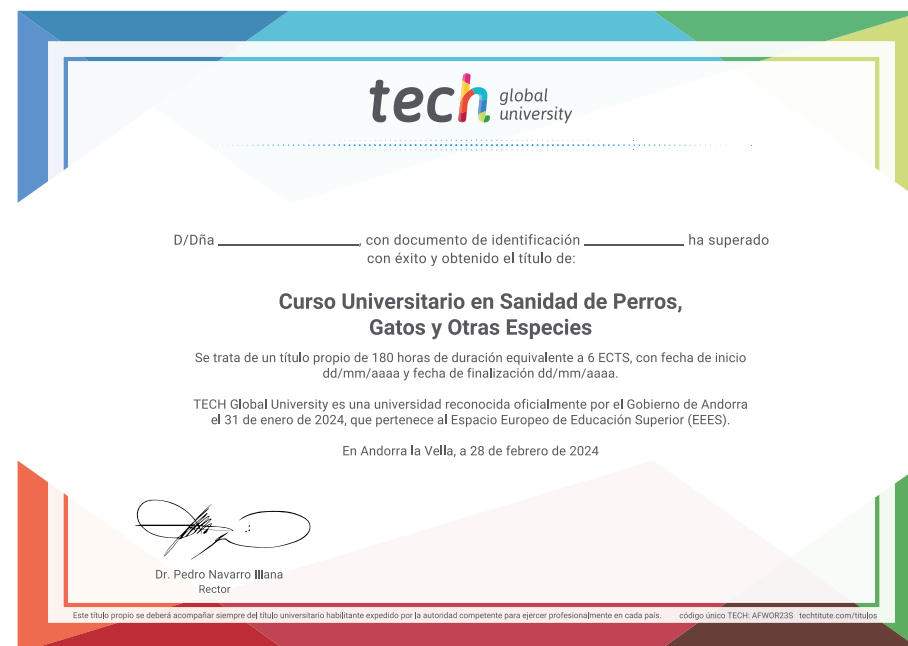 tech global university
D/Dña ____________________, con documento de identificación ______________ ha superado
con éxito y obtenido el título de:
Curso Universitario en Sanidad de Perros,
Gatos y Otras Especies
Se trata de un título propio de 180 horas de duración equivalente a 6 ECTS, con fecha de inicio
dd/mm/aaaa y fecha de finalización dd/mm/aaaa.
TECH Global University es una universidad reconocida oficialmente por el Gobierno de Andorra
el 31 de enero de 2024, que pertenece al Espacio Europeo de Educación Superior (EEES).
En Andorra la Vella, a 28 de febrero de 2024
Dr. Pedro Navarro Illana
Rector
Este título propio se deberá acompañar siempre del título universitario habilitante expedido por la autoridad competente para ejercer profesionalmente en cada país. código único TECH: AFWOR23S techtitute.com/titulos